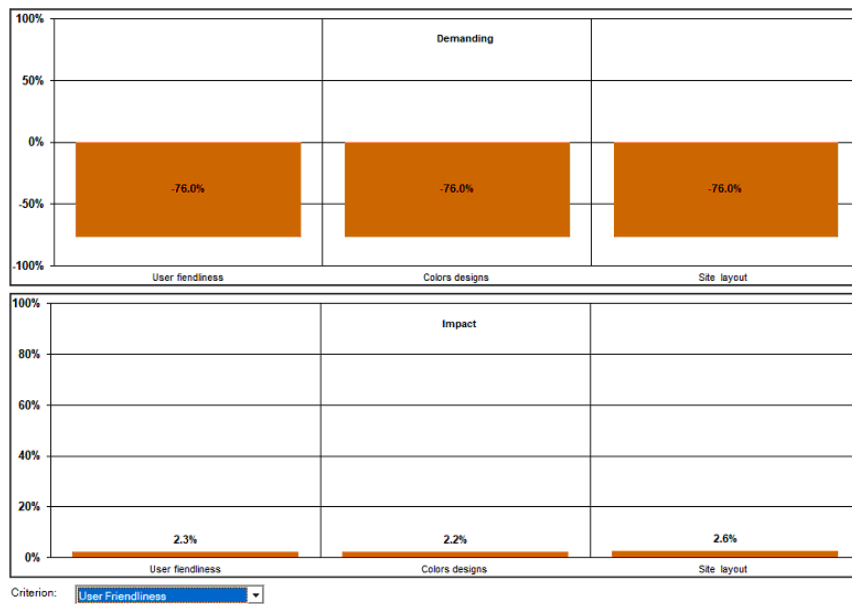 100%
Demanding
50%
0%
-76.0% -76.0% -76.0%
-50%
-100%
User fiendliness Colors designs Site layout
100%
Impact
80%
60%
40%
20%
2.3% 2.2% 2.6%
0%
User fiendliness Colors designs Site layout
Criterion: User Friendliness